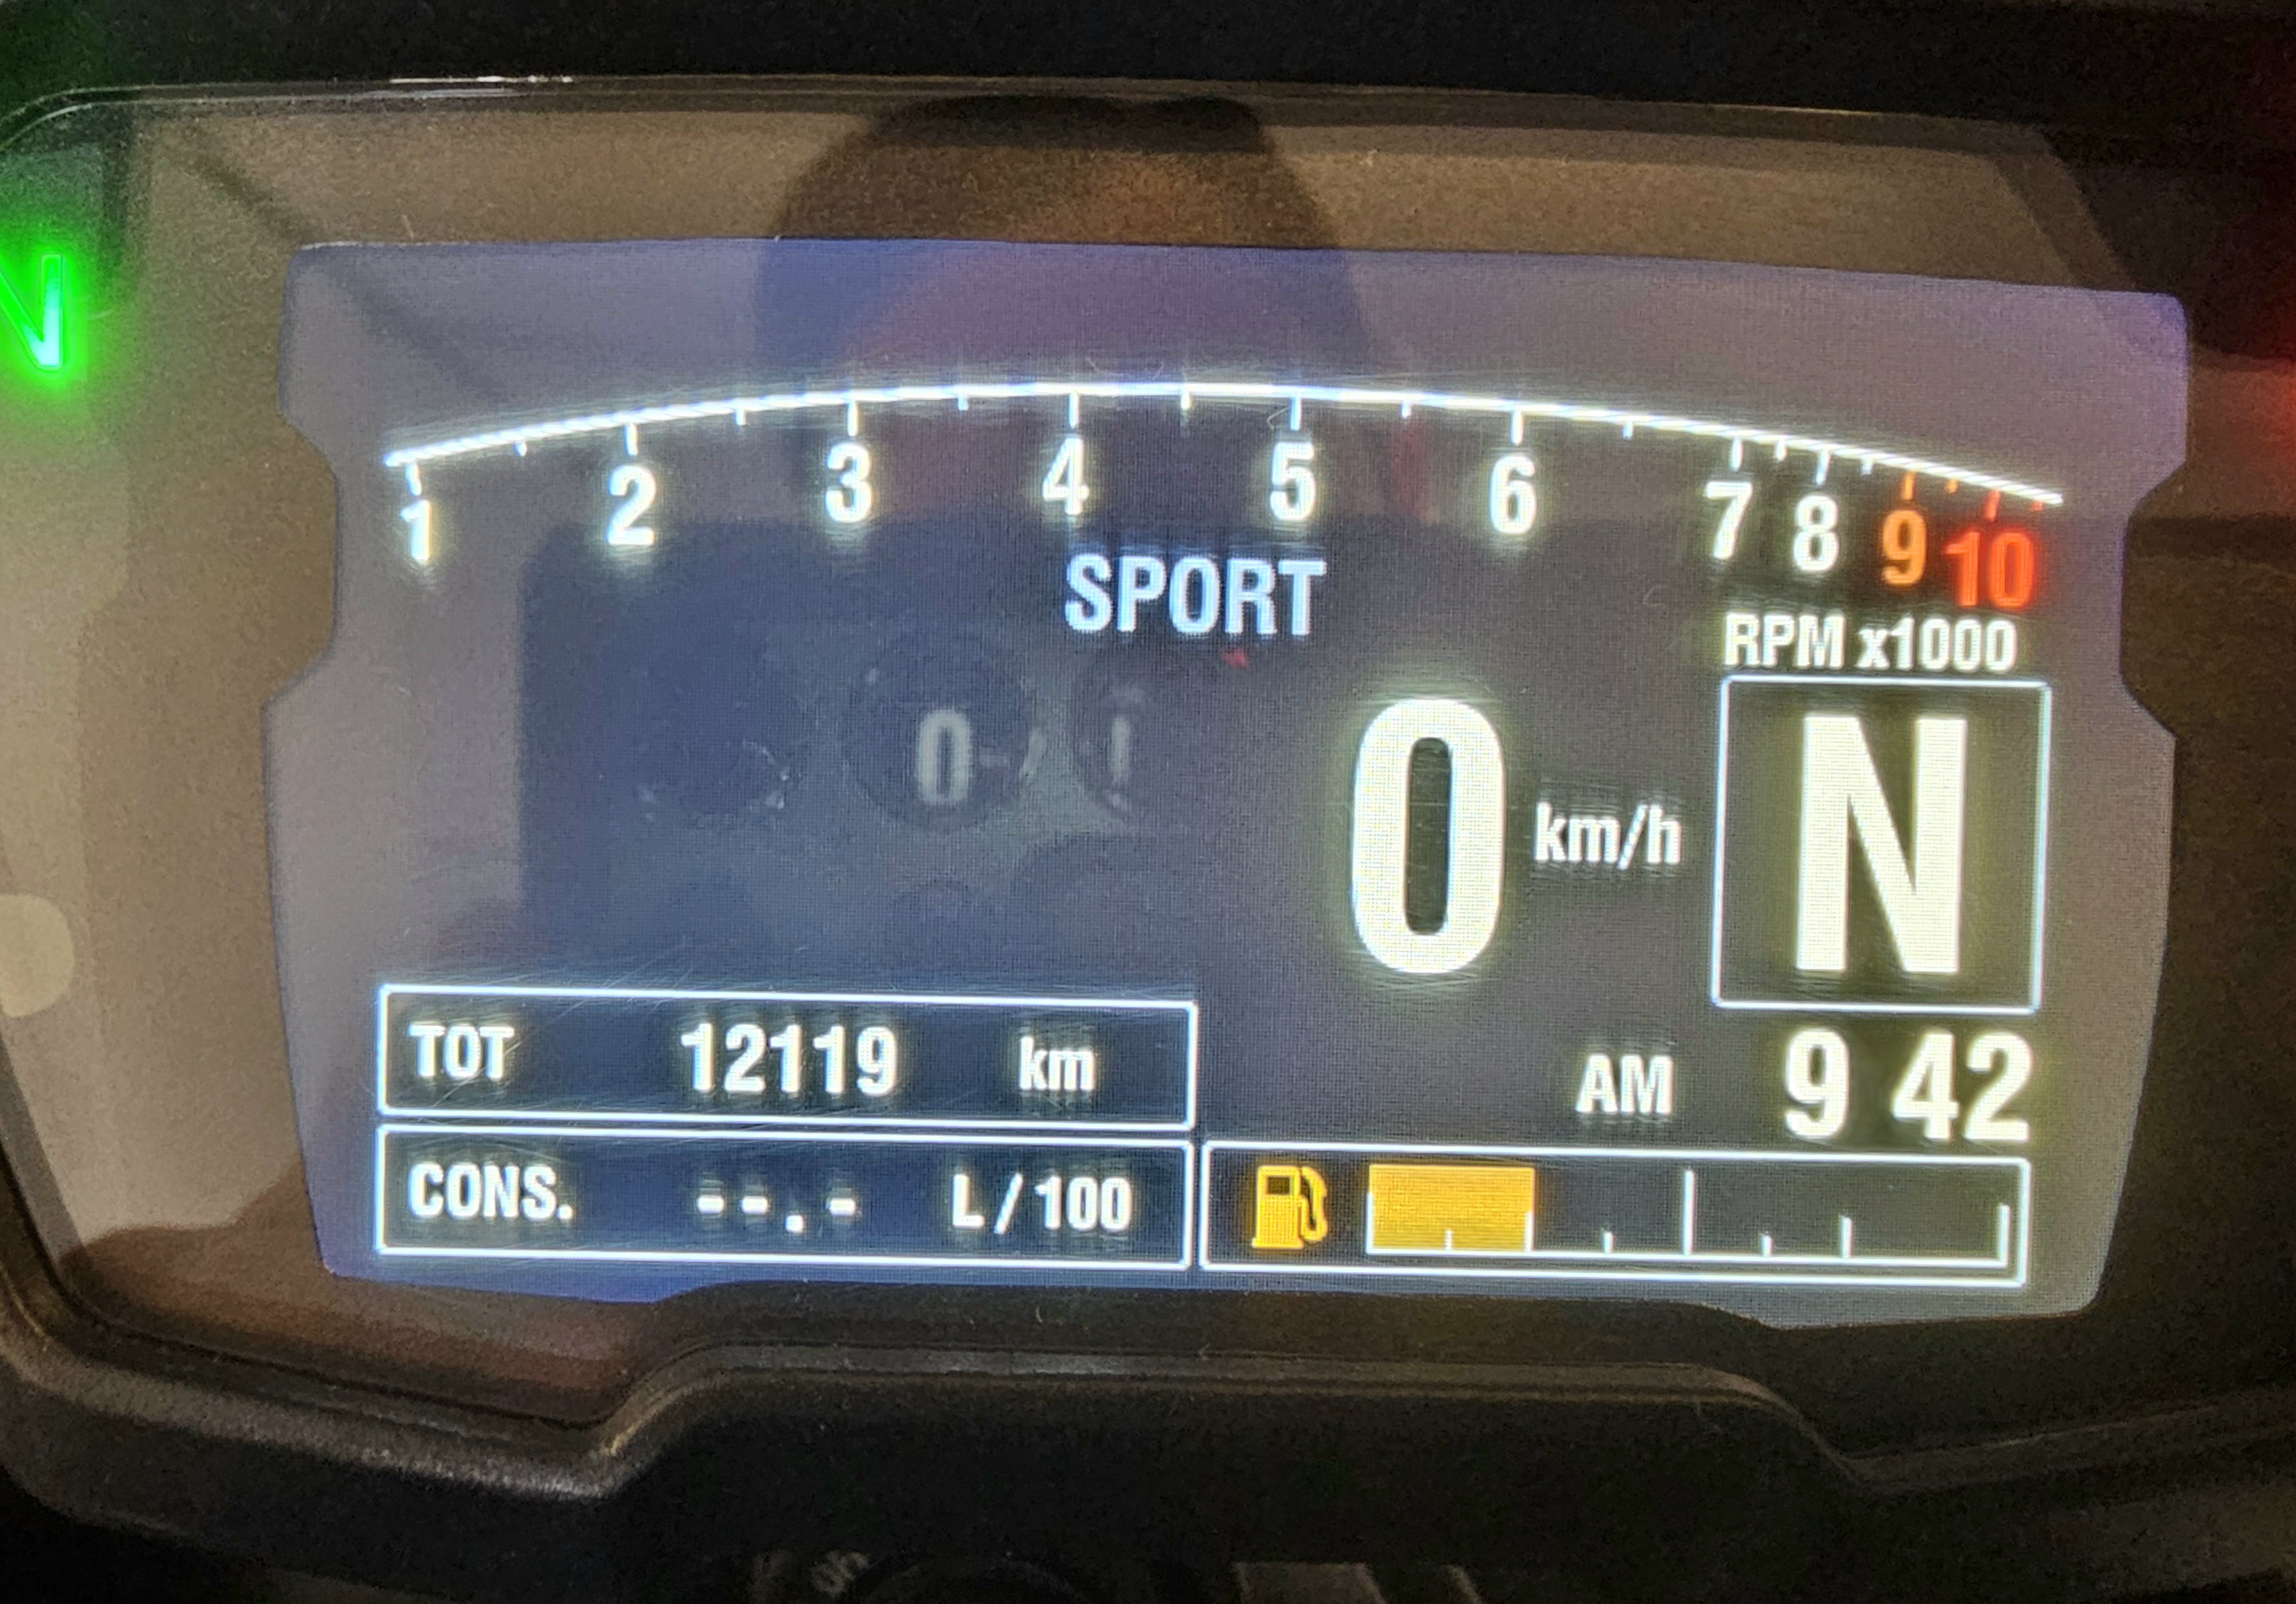 N
1 2 3 4 5 6 7 8 9 10
SPORT
RPM x1000
0 km/h N
TOT 12119 km
AM 9 42
CONS. --.- L/100